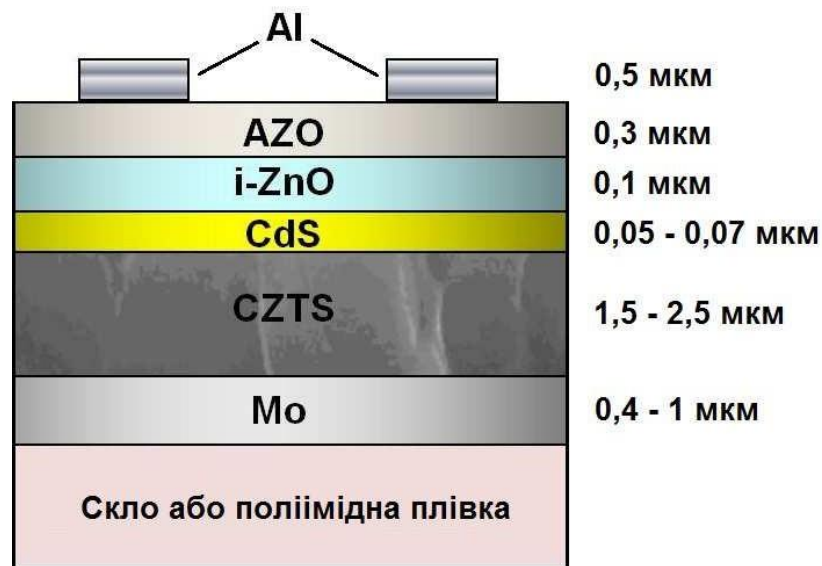 Al
0,5 мкм
AZO
0,3 мкм
i-ZnO
0,1 мкм
CdS
0,05 - 0,07 мкм
CZTS
1,5 - 2,5 мкм
Mo
0,4 - 1 мкм
Скло або поліімідна плівка